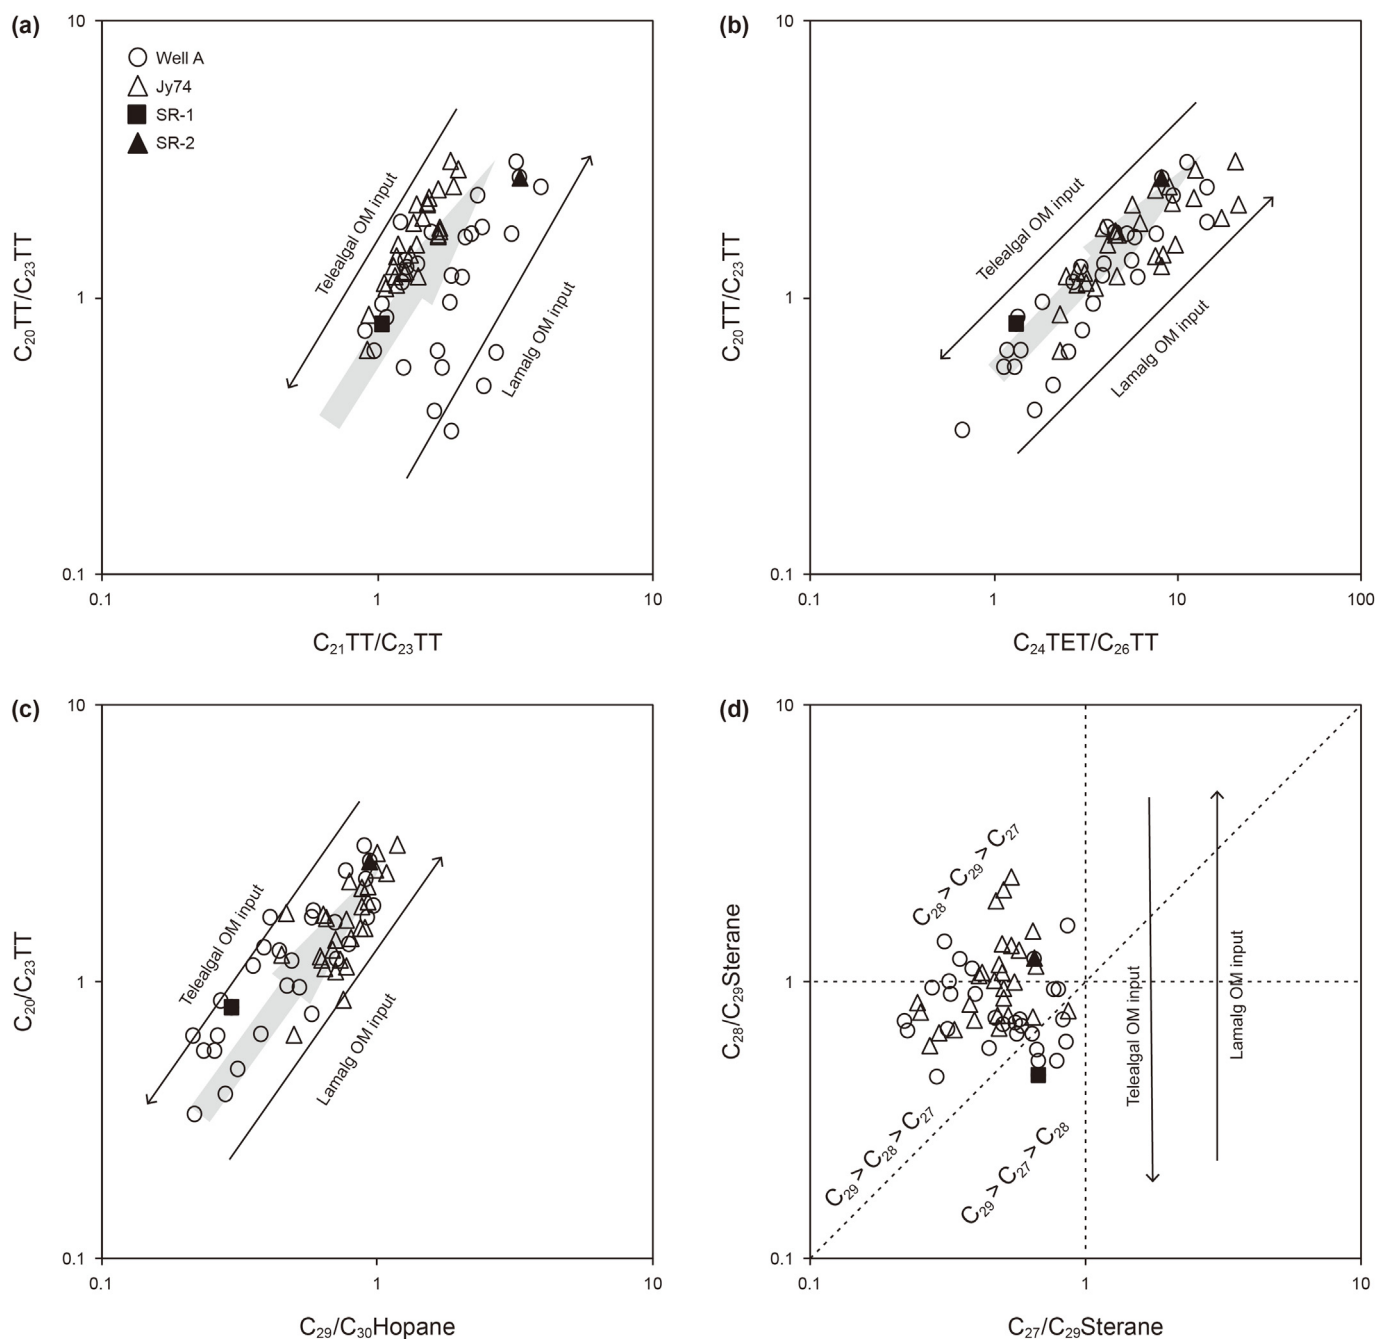 (a)
10
C₂₀TT/C₂₃TT
1
0.1
Well A
Jy74
SR-1
SR-2
Telealgal OM input
Lamalg OM input
0.1
1
10
C₂₁TT/C₂₃TT
(b)
10
C₂₀TT/C₂₃TT
1
0.1
Telealgal OM input
Lamalg OM input
0.1
1
10
100
C₂₄TET/C₂₆TT
(c)
10
C₂₀/C₂₃TT
1
0.1
Telealgal OM input
Lamalg OM input
0.1
1
10
C₂₉/C₃₀Hopane
(d)
10
C₂₈/C₂₉Sterane
1
0.1
C₂₈>C₂₉>C₂₇
C₂₉>C₂₈>C₂₇
C₂₉>C₂₇>C₂₈
Telealgal OM input
Lamalg OM input
0.1
1
10
C₂₇/C₂₉Sterane